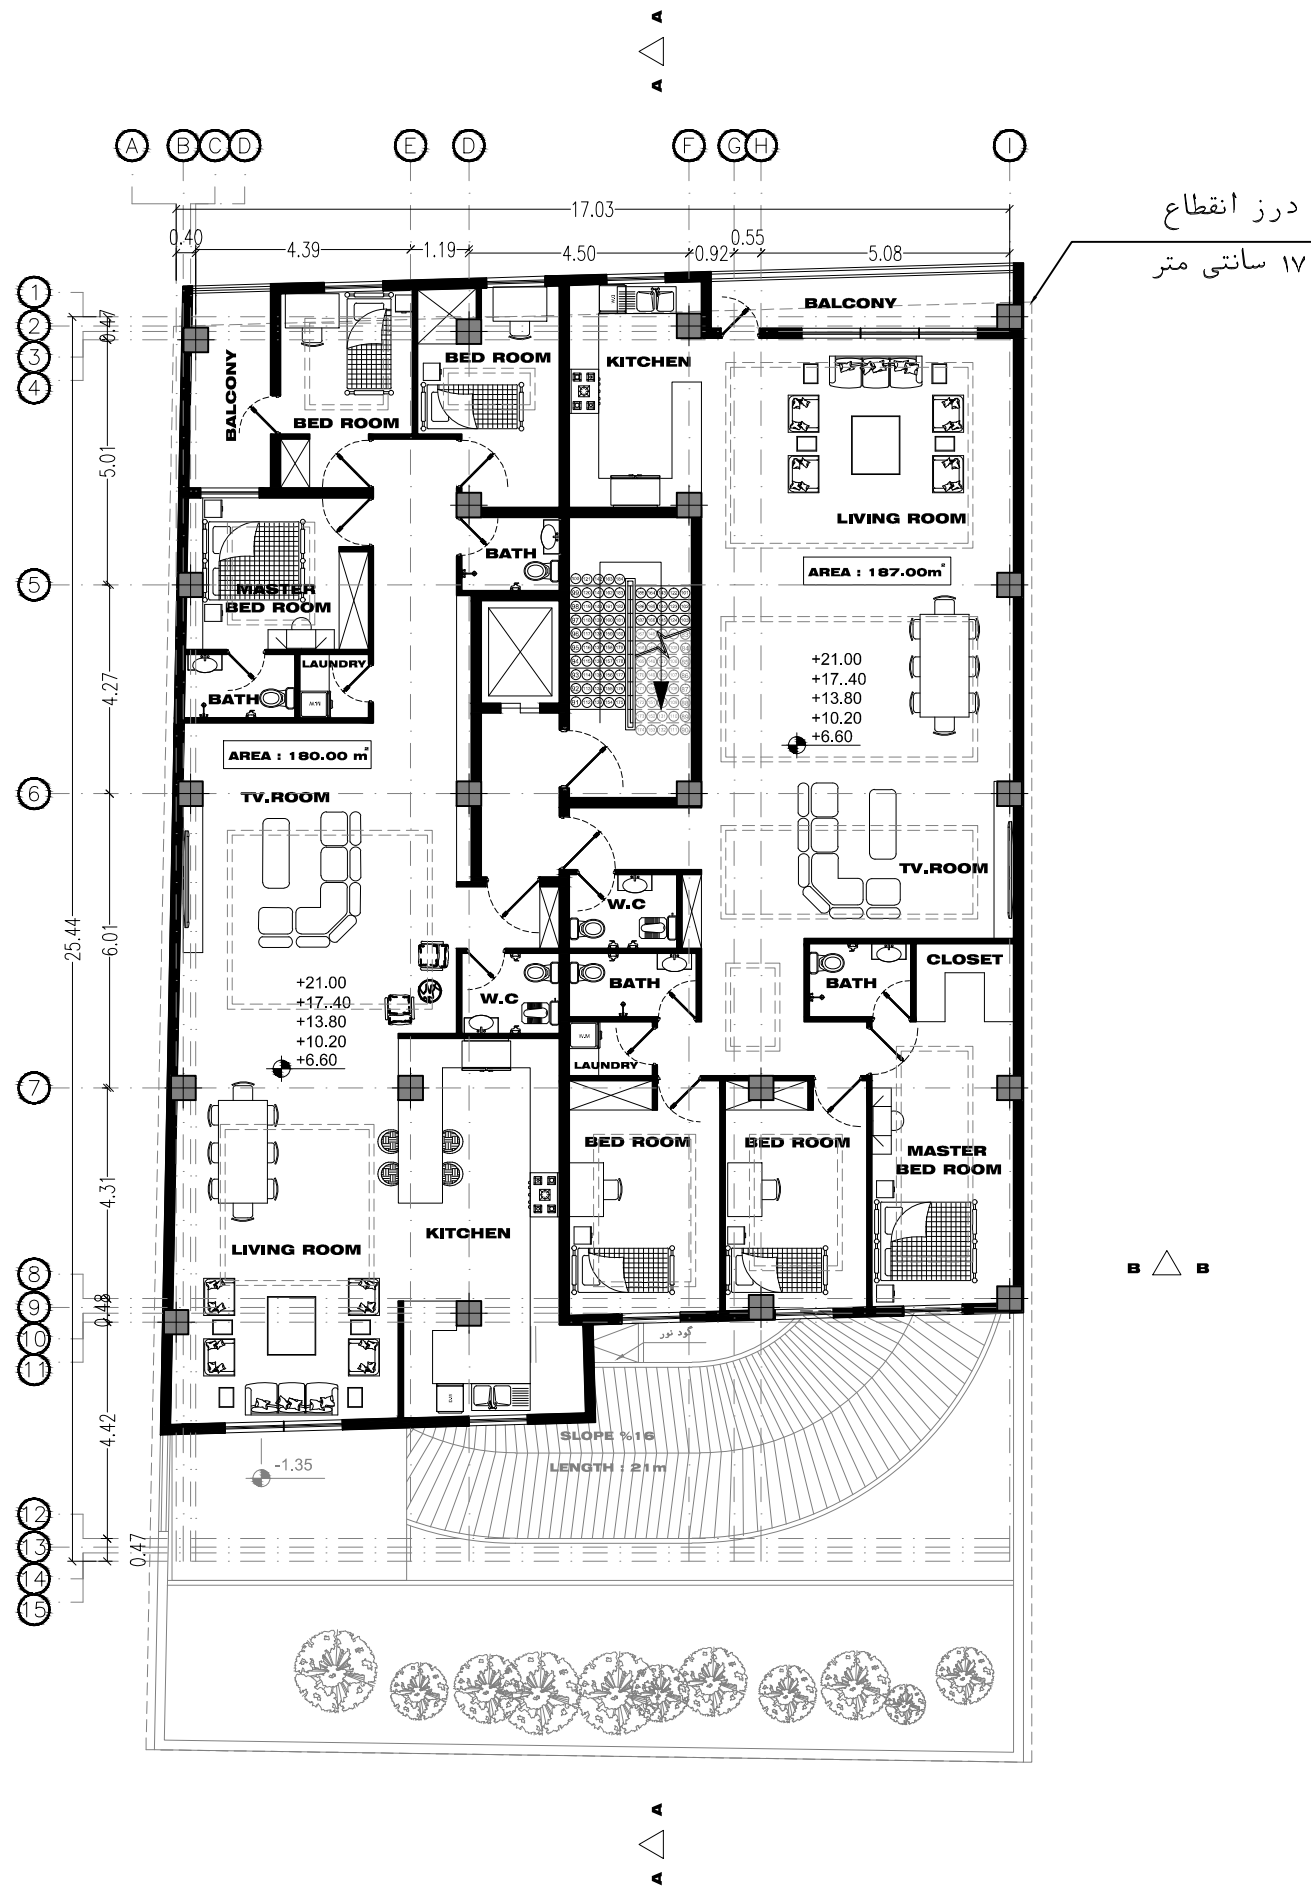 A
A
A B C D E D F G H I
17.03
درز انقطاع
۱۷ سانتی متر
0.40 4.39 1.19 4.50 0.92 0.55 5.08
1
2
3
4
0.47
BALCONY
BED ROOM
KITCHEN
BALCONY
BED ROOM
5.01
LIVING ROOM
BATH
AREA : 187.00m²
5
MASTER
BED ROOM
LAUNDRY
BATH
M.W
4.27
+21.00
+17..40
+13.80
+10.20
+6.60
AREA : 180.00 m²
TV.ROOM
6
TV.ROOM
W.C
25.44
6.01
BATH
BATH
CLOSET
W.C
+21.00
+17..40
+13.80
+10.20
+6.60
LAUNDRY
7
BED ROOM
BED ROOM
MASTER
BED ROOM
4.31
KITCHEN
LIVING ROOM
B B
8
9
10
11
0.48
گود نور
4.42
SLOPE %16
LENGTH : 21m
-1.35
12
13
14
15
0.47
A
A